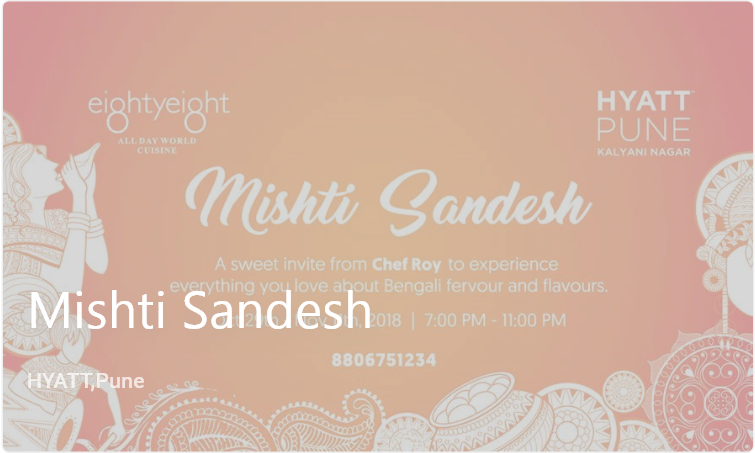 eightyeight
ALL DAY WORLD
CUISINE
HYATT
PUNE
KALYANI NAGAR
Mishti Sandesh
A sweet invite from Chef Roy to experience
everything you love about Bengali fervour and flavours.
2018 | 7:00 PM - 11:00 PM
Mishti Sandesh
8806751234
HYATT,Pune